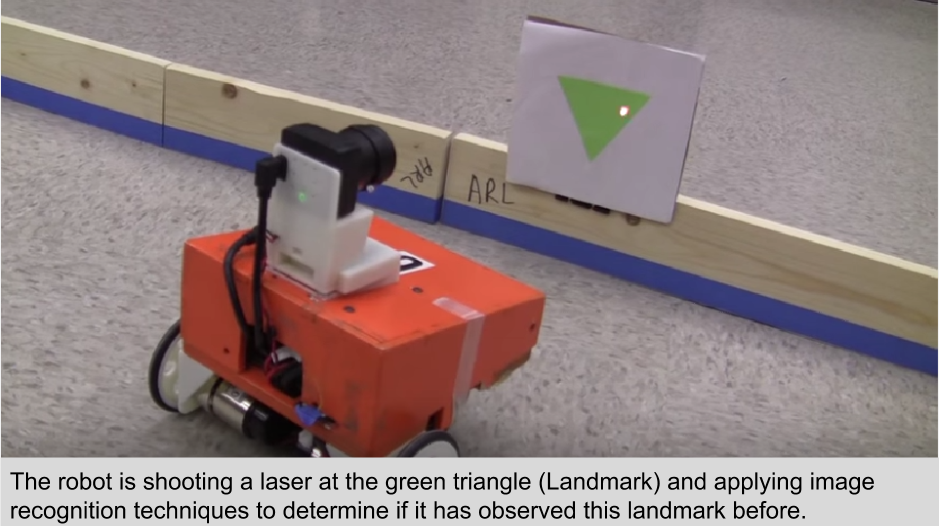 ARL
ARL
The robot is shooting a laser at the green triangle (Landmark) and applying image
recognition techniques to determine if it has observed this landmark before.